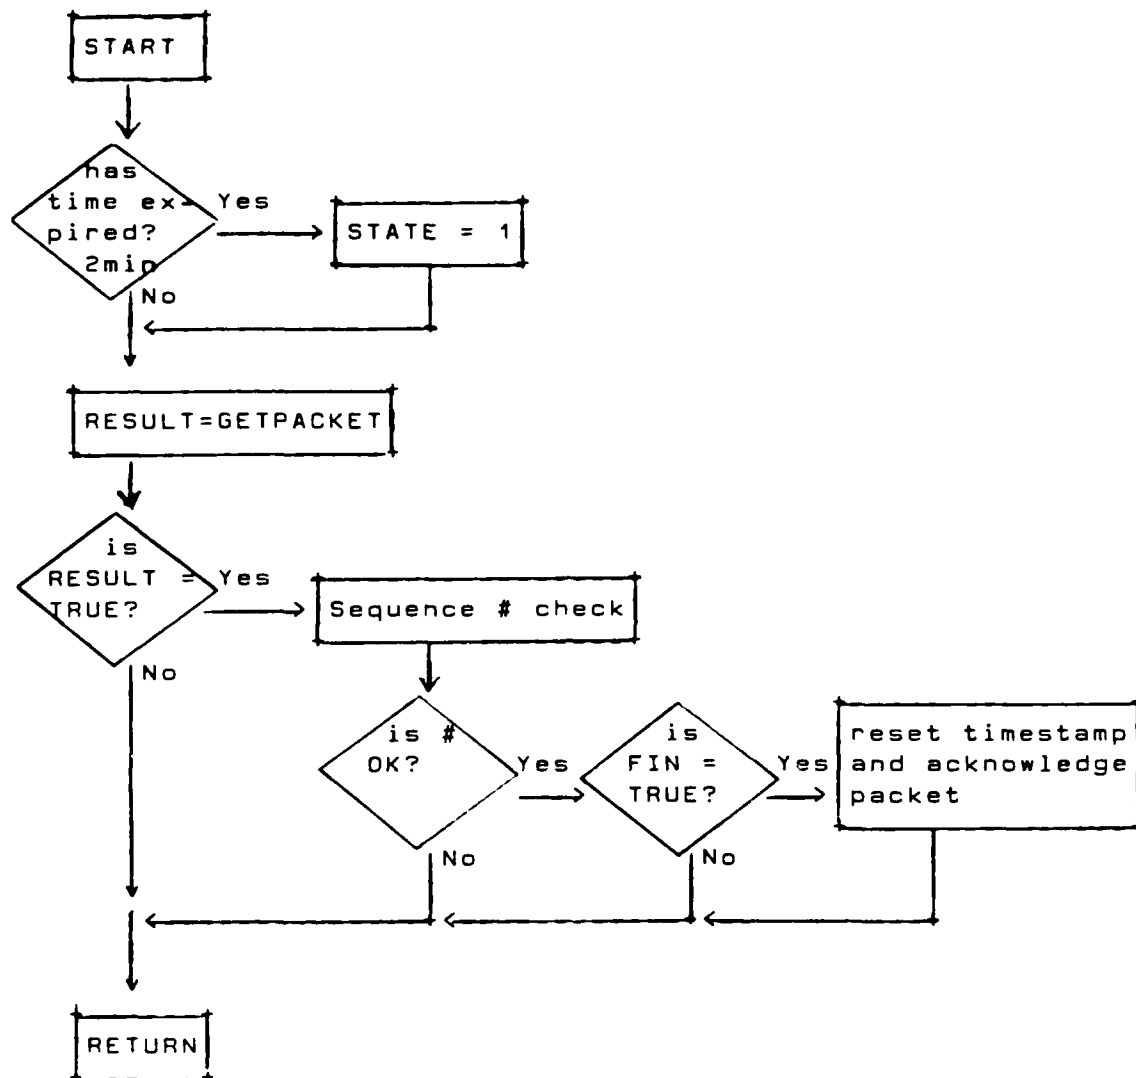 START
has
time ex-
pired?
2min
Yes
STATE = 1
No
RESULT=GETPACKET
is
RESULT =
TRUE?
Yes
Sequence # check
No
is #
OK?
Yes
is
FIN =
TRUE?
Yes
reset timestamp
and acknowledge
packet
No
No
RETURN